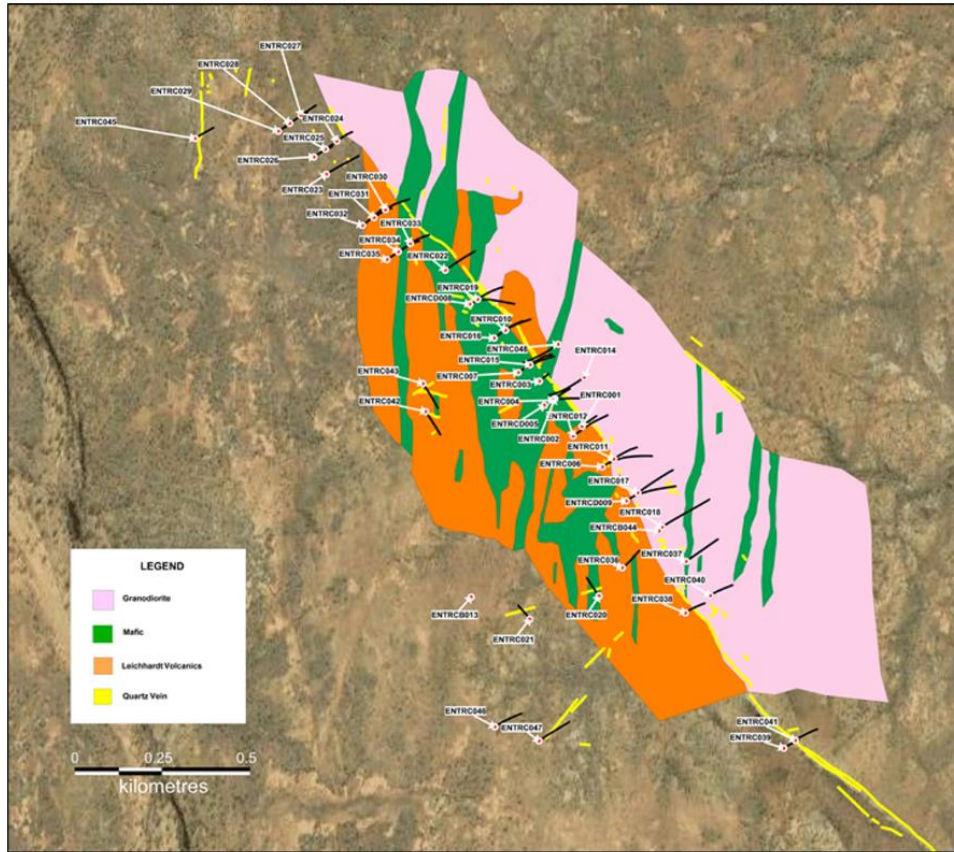 ENTRC027
ENTRC028
ENTRC029
ENTRC024
ENTRC045
ENTRC025
ENTRC026
ENTRC030
ENTRC023
ENTRC031
ENTRC032
ENTRC033
ENTRC034
ENTRC035
ENTRC022
ENTRC019
ENTRCD008
ENTRC010
ENTRC016
ENTRC048
ENTRC014
ENTRC015
ENTRC043
ENTRC007
ENTRC003
ENTRC001
ENTRC004
ENTRC042
ENTRC012
ENTRCD005
ENTRC002
ENTRC011
ENTRC006
ENTRC017
ENTRCD009
ENTRC018
ENTRCB044
ENTRC037
ENTRC036
ENTRC040
ENTRCB013
ENTRC020
ENTRC038
ENTRC021
ENTRC046
ENTRC047
ENTRC041
ENTRC039
LEGEND
Granodiorite
Mafic
Leichhardt Volcanics
Quartz Vein
0 0.25 0.5
kilometres